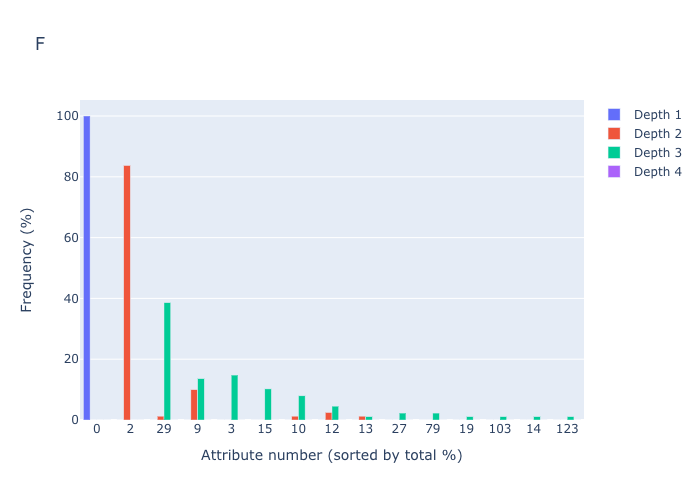 F
Depth 1
Depth 2
Depth 3
Depth 4
Frequency (%)
100
80
60
40
20
0
0 2 29 9 3 15 10 12 13 27 79 19 103 14 123
Attribute number (sorted by total %)